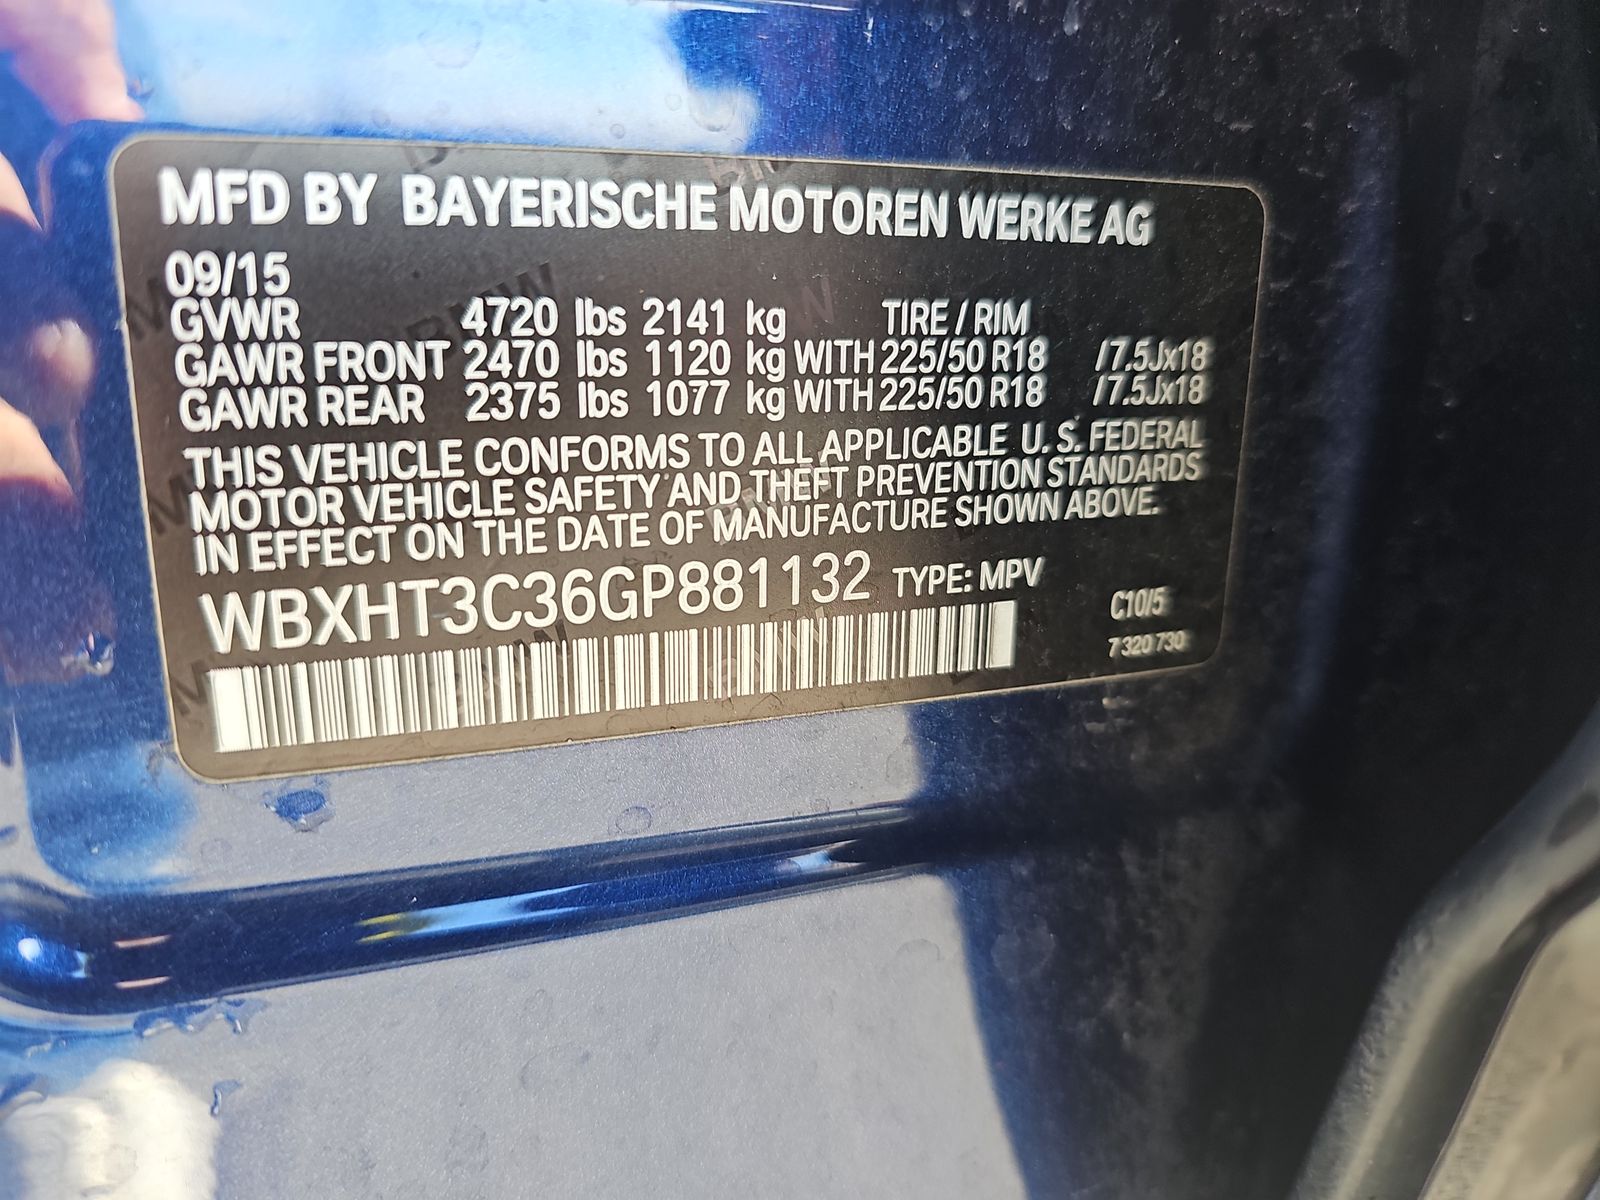 MFD BY BAYERISCHE MOTOREN WERKE AG
09/15
GVWR 4720 lbs 2141 kg TIRE / RIM
GAWR FRONT 2470 lbs 1120 kg WITH 225/50 R18 /7.5Jx18
GAWR REAR 2375 lbs 1077 kg WITH 225/50 R18 /7.5Jx18
THIS VEHICLE CONFORMS TO ALL APPLICABLE U. S. FEDERAL
MOTOR VEHICLE SAFETY AND THEFT PREVENTION STANDARDS
IN EFFECT ON THE DATE OF MANUFACTURE SHOWN ABOVE.
WBXHT3C36GP881132 TYPE: MPV
C10/5
7 320 730